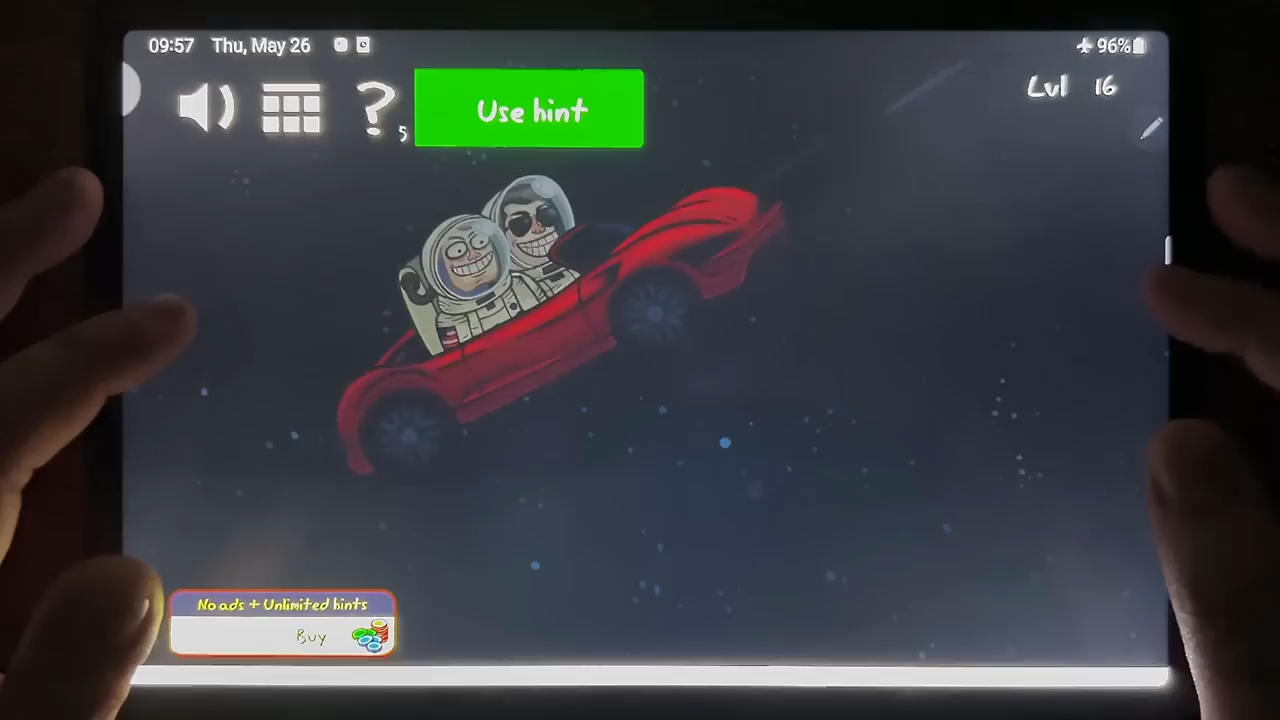 09:57 Thu, May 26
96%
Use hint
5
Lvl 16
No ads + Unlimited hints
Buy